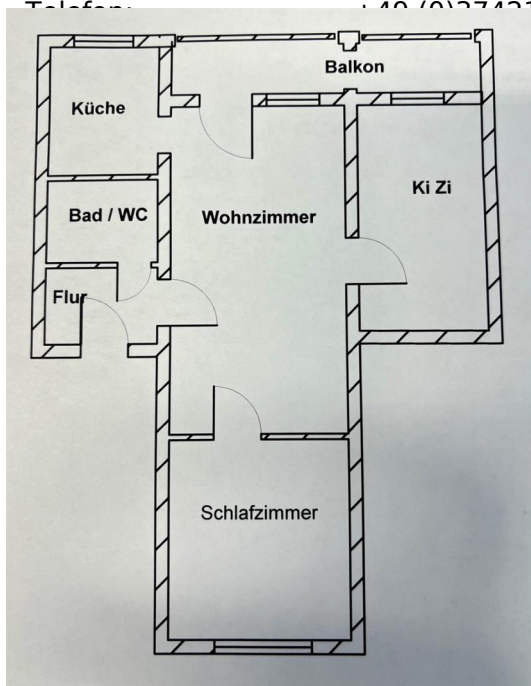 Balkon
Küche
Ki Zi
Bad / WC
Wohnzimmer
Flur
Schlafzimmer